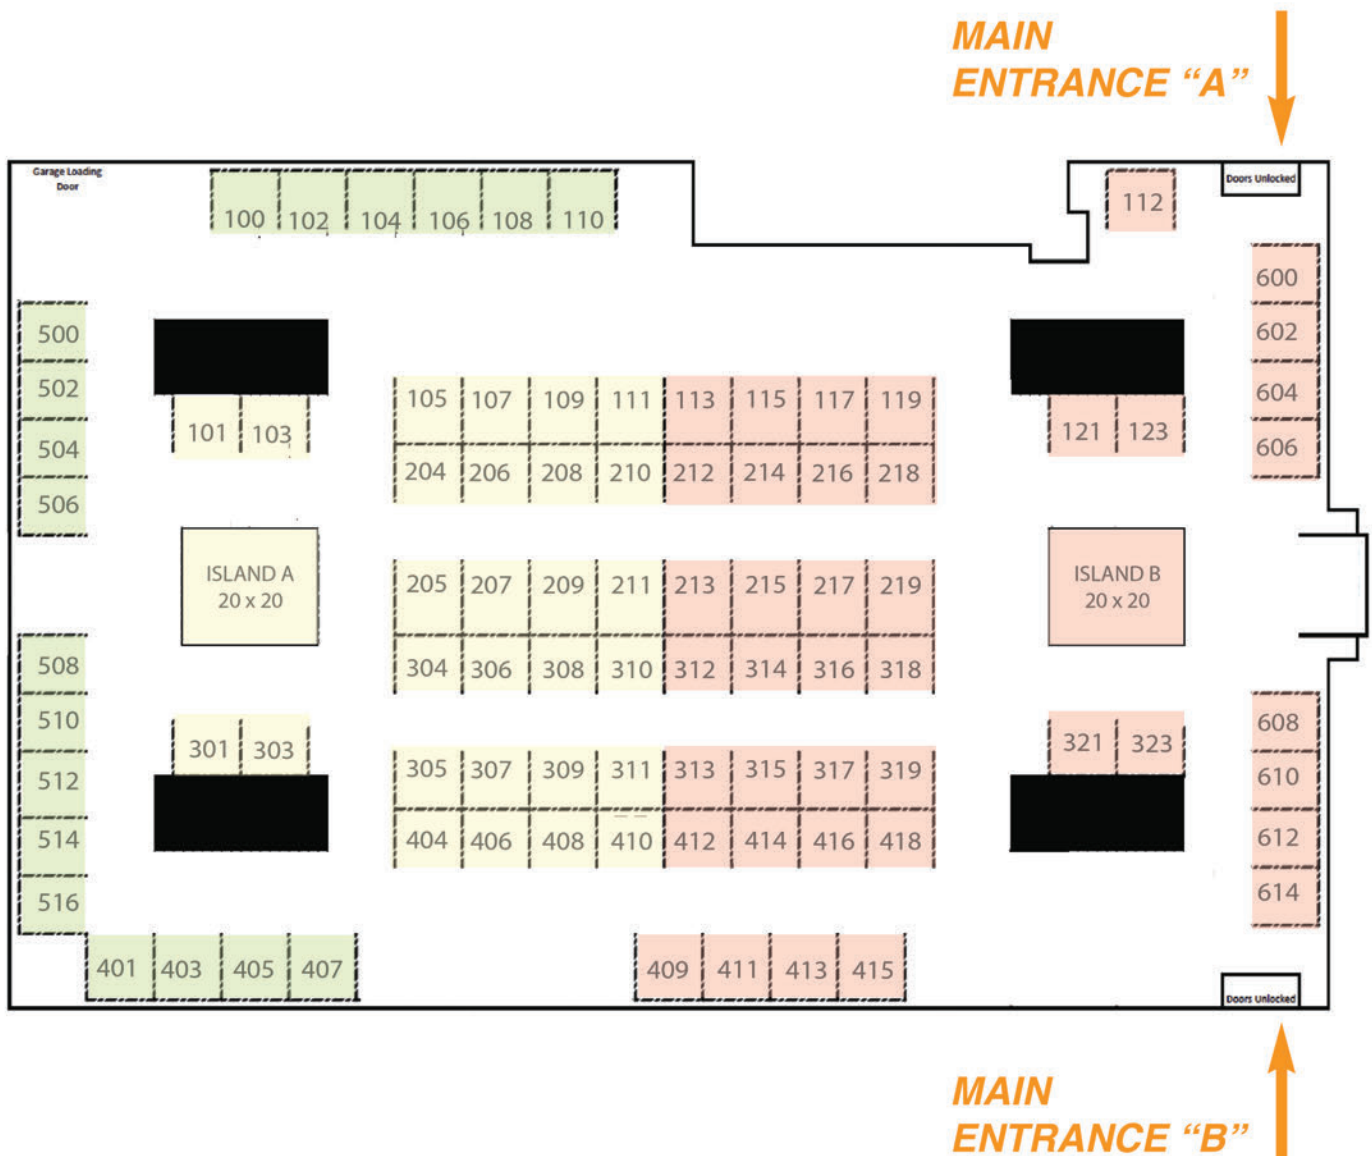 MAIN
ENTRANCE “A”
Garage Loading
Door
Doors Unlocked
100 102 104 106 108 110
112
600
500
602
502
604
105 107 109 111 113 115 117 119
101 103
121 123
504
606
204 206 208 210 212 214 216 218
506
ISLAND A
20 x 20
205 207 209 211 213 215 217 219
ISLAND B
20 x 20
508
304 306 308 310 312 314 316 318
510
608
301 303
321 323
512
305 307 309 311 313 315 317 319
610
514
404 406 408 410 412 414 416 418
612
516
614
401 403 405 407
409 411 413 415
Doors Unlocked
MAIN
ENTRANCE “B”